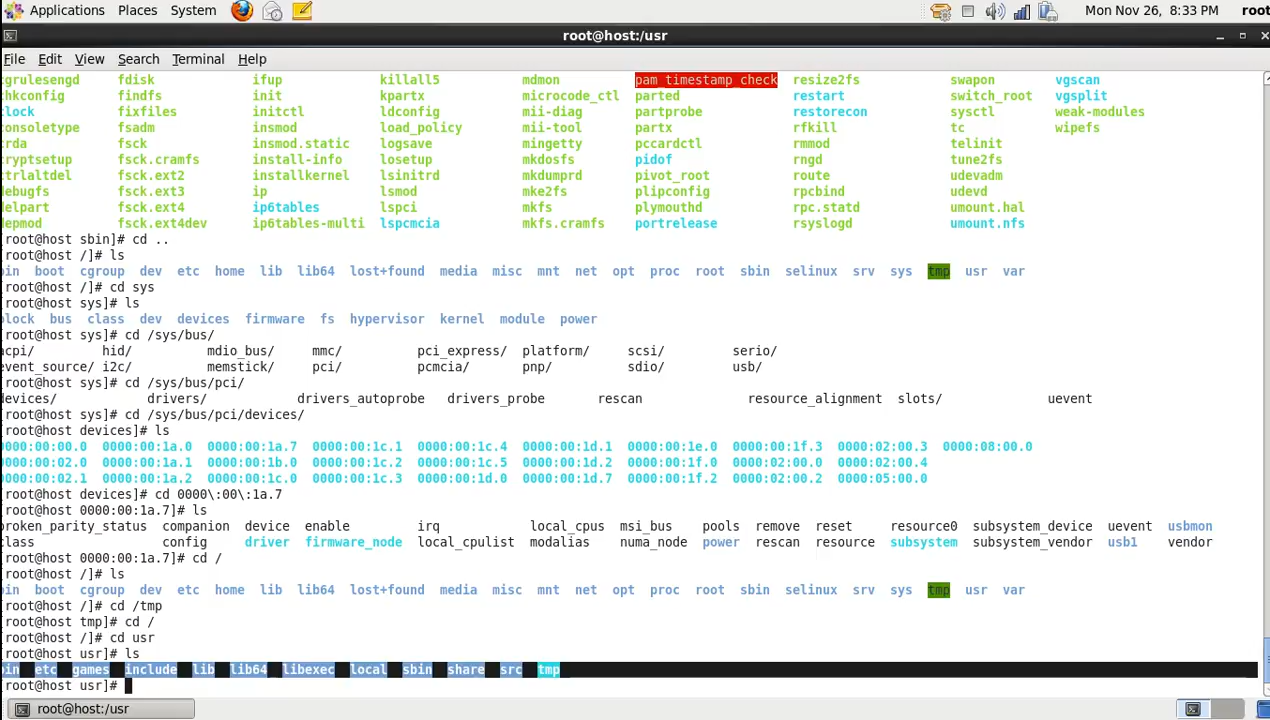 Applications Places System Mon Nov 26, 8:33 PM root
root@host:/usr
File Edit View Search Terminal Help
cgrulesengd fdisk ifup killall5 mdmon pam_timestamp_check resize2fs swapon vgscan
chkconfig findfs init kpartx microcode_ctl parted restart switch_root vgsplit
clock fixfiles initctl ldconfig mii-diag partprobe restorecon sysctl weak-modules
consoletype fsadm insmod load_policy mii-tool partx rfkill tc wipefs
crda fsck insmod.static logsave mingetty pccardctl rmmod telinit
cryptsetup fsck.cramfs install-info losetup mkdosfs pidof rngd tune2fs
ctrlaltdel fsck.ext2 installkernel lsinitrd mkdumprd pivot_root route udevadm
debugfs fsck.ext3 ip lsmod mke2fs plipconfig rpcbind udevd
delpart fsck.ext4 ip6tables lspci mkfs plymouthd rpc.statd umount.hal
depmod fsck.ext4dev ip6tables-multi lspcmcia mkfs.cramfs portrelease rsyslogd umount.nfs
[root@host sbin]# cd ..
[root@host /]# ls
bin boot cgroup dev etc home lib lib64 lost+found media misc mnt net opt proc root sbin selinux srv sys tmp usr var
[root@host /]# cd sys
[root@host sys]# ls
block bus class dev devices firmware fs hypervisor kernel module power
[root@host sys]# cd /sys/bus/
acpi/ hid/ mdio_bus/ mmc/ pci_express/ platform/ scsi/ serio/
event_source/ i2c/ memstick/ pci/ pcmcia/ pnp/ sdio/ usb/
[root@host sys]# cd /sys/bus/pci/
devices/ drivers/ drivers_autoprobe drivers_probe rescan resource_alignment slots/ uevent
[root@host sys]# cd /sys/bus/pci/devices/
[root@host devices]# ls
0000:00:00.0 0000:00:1a.0 0000:00:1a.7 0000:00:1c.1 0000:00:1c.4 0000:00:1d.1 0000:00:1e.0 0000:00:1f.3 0000:02:00.3 0000:08:00.0
0000:00:02.0 0000:00:1a.1 0000:00:1b.0 0000:00:1c.2 0000:00:1c.5 0000:00:1d.2 0000:00:1f.0 0000:02:00.0 0000:02:00.4
0000:00:02.1 0000:00:1a.2 0000:00:1c.0 0000:00:1c.3 0000:00:1d.0 0000:00:1d.7 0000:00:1f.2 0000:02:00.2 0000:05:00.0
[root@host devices]# cd 0000\:00\:1a.7
[root@host 0000:00:1a.7]# ls
broken_parity_status companion device enable irq local_cpus msi_bus pools remove reset resource0 subsystem_device uevent usbmon
class config driver firmware_node local_cpulist modalias numa_node power rescan resource subsystem subsystem_vendor usb1 vendor
[root@host 0000:00:1a.7]# cd /
[root@host /]# ls
bin boot cgroup dev etc home lib lib64 lost+found media misc mnt net opt proc root sbin selinux srv sys tmp usr var
[root@host /]# cd /tmp
[root@host tmp]# cd /
[root@host /]# cd usr
[root@host usr]# ls
bin etc games include lib lib64 libexec local sbin share src tmp
[root@host usr]#
root@host:/usr